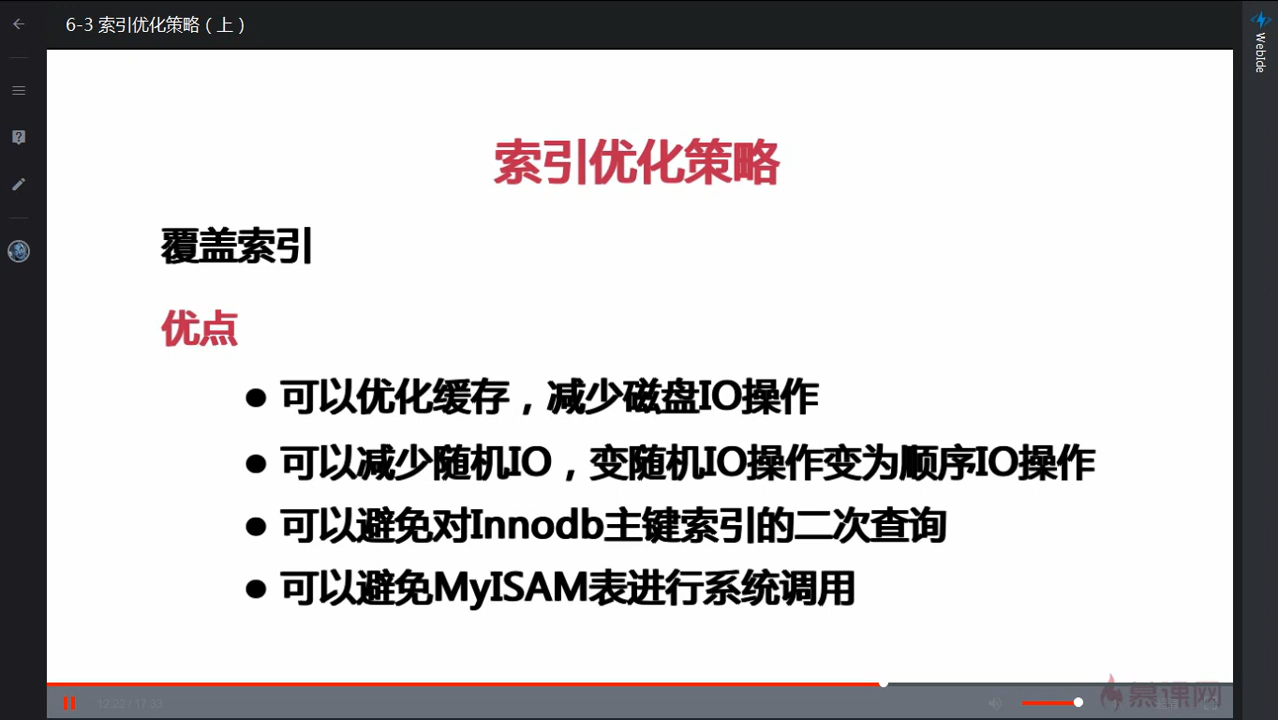 6-3 索引优化策略（上）
WebIde
索引优化策略
覆盖索引
优点
● 可以优化缓存，减少磁盘IO操作
● 可以减少随机IO，变随机IO操作变为顺序IO操作
● 可以避免对Innodb主键索引的二次查询
● 可以避免MyISAM表进行系统调用
12:22 / 17:33
慕课网